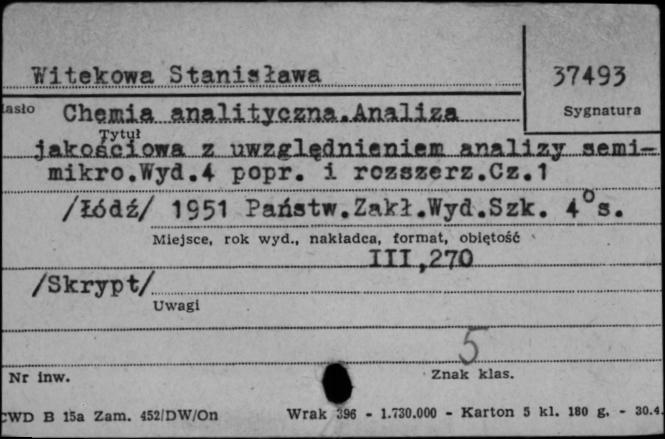 Witekowa Stanisława
37493
Sygnatura
asło
Chemia analityczna.Analiza
Tytuł
jakościowa z uwzględnieniem analizy semi-
mikro.Wyd.4 popr. i rozszerz.Cz.1
/Łódź/ 1951 Państw.Zakł.Wyd.Szk. 4°s.
Miejsce, rok wyd., nakładca, format, objętość
III,270
/Skrypt/
Uwagi
5
Nr inw.
Znak klas.
CWD B 15a Zam. 452/DW/On Wrak 396 - 1.730.000 - Karton 5 kl. 180 g. - 30.4.